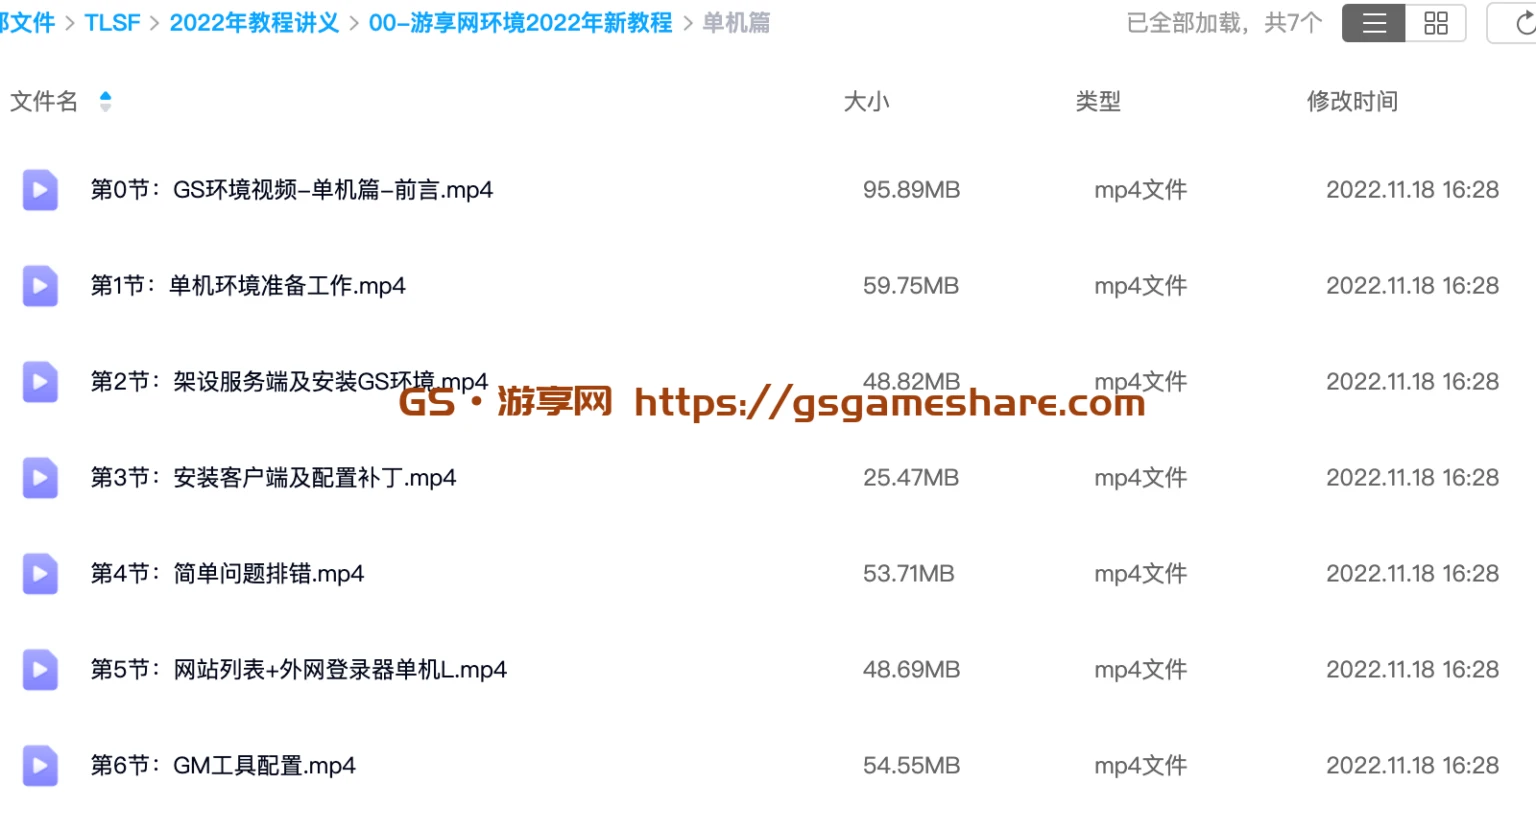 部文件 > TLSF > 2022年教程讲义 > 00-游享网环境2022年新教程 > 单机篇 已全部加载，共7个
文件名 大小 类型 修改时间
第0节：GS环境视频-单机篇-前言.mp4 95.89MB mp4文件 2022.11.18 16:28
第1节：单机环境准备工作.mp4 59.75MB mp4文件 2022.11.18 16:28
第2节：架设服务端及安装GS环境.mp4 48.82MB mp4文件 2022.11.18 16:28
GS·游享网 https://gsgameshare.com
第3节：安装客户端及配置补丁.mp4 25.47MB mp4文件 2022.11.18 16:28
第4节：简单问题排错.mp4 53.71MB mp4文件 2022.11.18 16:28
第5节：网站列表+外网登录器单机L.mp4 48.69MB mp4文件 2022.11.18 16:28
第6节：GM工具配置.mp4 54.55MB mp4文件 2022.11.18 16:28